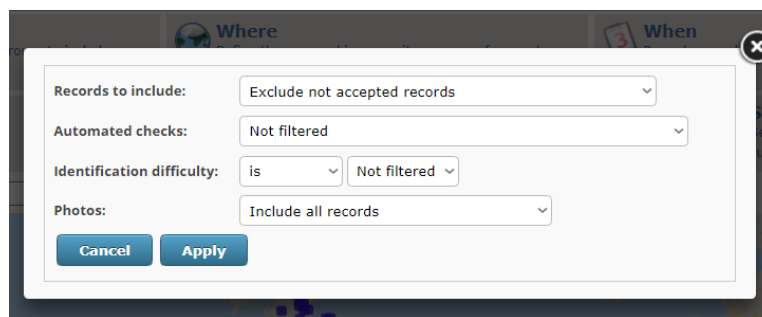 Where
When
Records to include: Exclude not accepted records
Automated checks: Not filtered
Identification difficulty: is Not filtered
Photos: Include all records
Cancel Apply